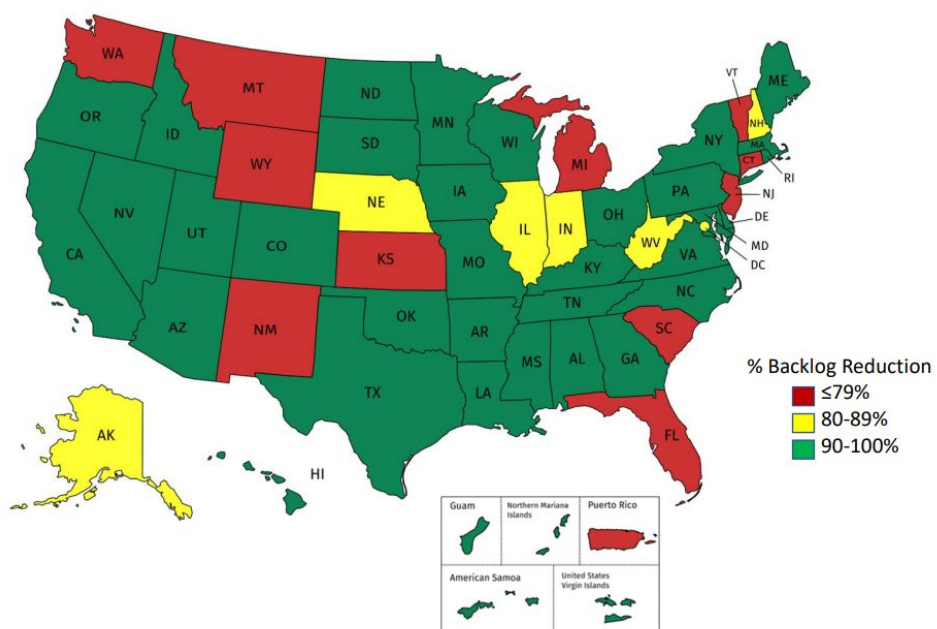 WA
MT
ND
MN
OR
ID
SD
WI
MI
WY
NE
IA
NV
UT
CO
CA
KS
MO
IL
IN
OH
KY
WV
VA
PA
NY
VT
NH
ME
MA
CT
RI
NJ
DE
MD
DC
AZ
NM
OK
AR
TN
NC
SC
MS
AL
GA
TX
LA
FL
AK
HI
% Backlog Reduction
≤79%
80-89%
90-100%
Guam
Northern Mariana
Islands
Puerto Rico
American Samoa
United States
Virgin Islands